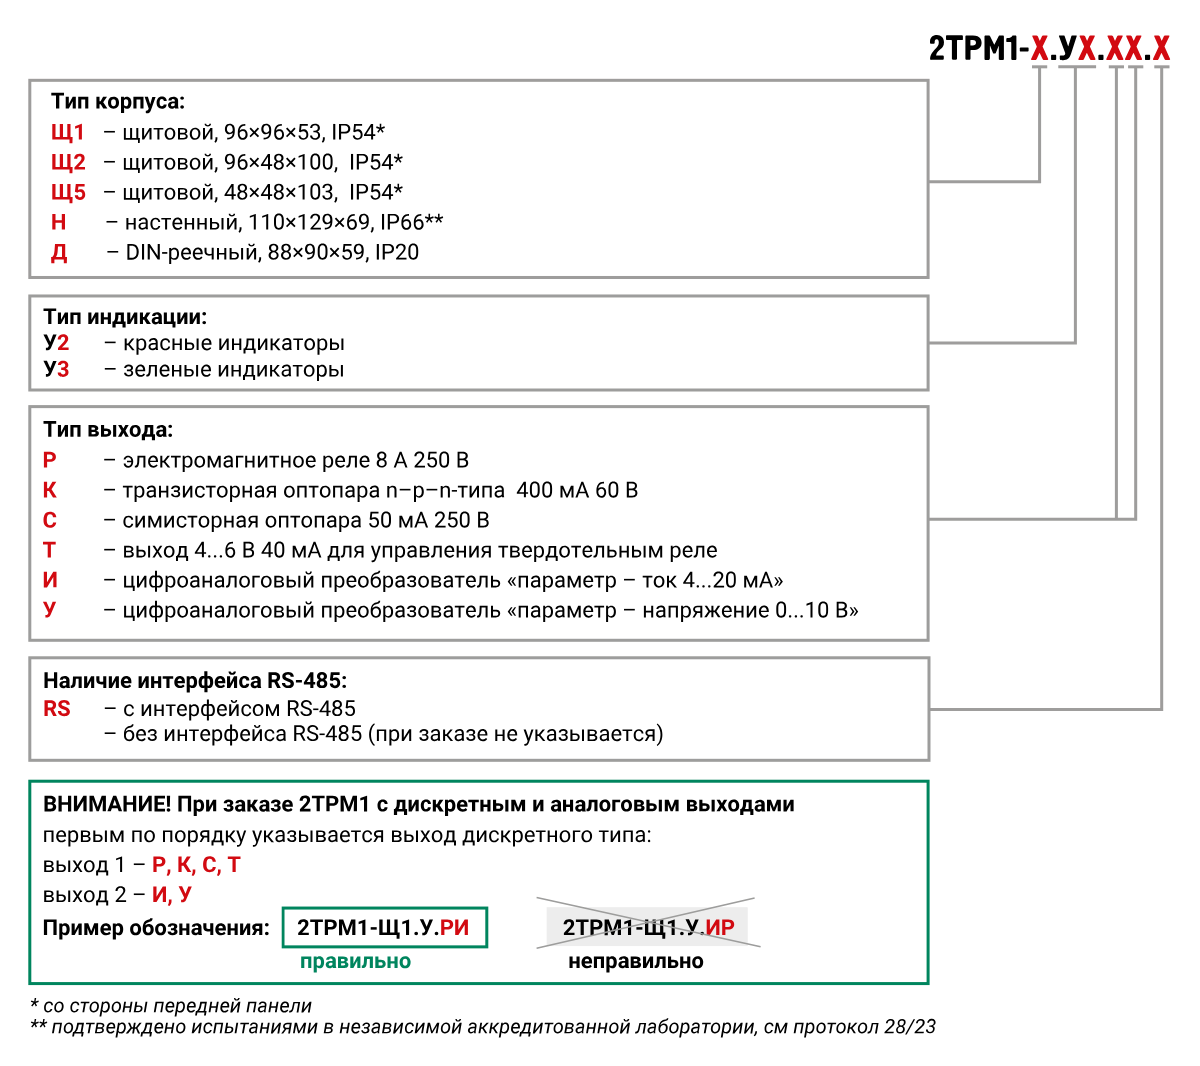 2ТРМ1-Х.УХ.ХХ.Х
Тип корпуса:
Щ1 – щитовой, 96×96×53, IP54*
Щ2 – щитовой, 96×48×100, IP54*
Щ5 – щитовой, 48×48×103, IP54*
Н – настенный, 110×129×69, IP66**
Д – DIN-реечный, 88×90×59, IP20
Тип индикации:
У2 – красные индикаторы
У3 – зеленые индикаторы
Тип выхода:
Р – электромагнитное реле 8 А 250 В
К – транзисторная оптопара n–p–n-типа 400 мА 60 В
С – симисторная оптопара 50 мА 250 В
Т – выход 4...6 В 40 мА для управления твердотельным реле
И – цифроаналоговый преобразователь «параметр – ток 4...20 мА»
У – цифроаналоговый преобразователь «параметр – напряжение 0...10 В»
Наличие интерфейса RS-485:
RS – с интерфейсом RS-485
– без интерфейса RS-485 (при заказе не указывается)
ВНИМАНИЕ! При заказе 2ТРМ1 с дискретным и аналоговым выходами
первым по порядку указывается выход дискретного типа:
выход 1 – Р, К, С, Т
выход 2 – И, У
Пример обозначения: 2ТРМ1-Щ1.У.РИ 2ТРМ1-Щ1.У.ИР
правильно неправильно
* со стороны передней панели
** подтверждено испытаниями в независимой аккредитованной лаборатории, см протокол 28/23